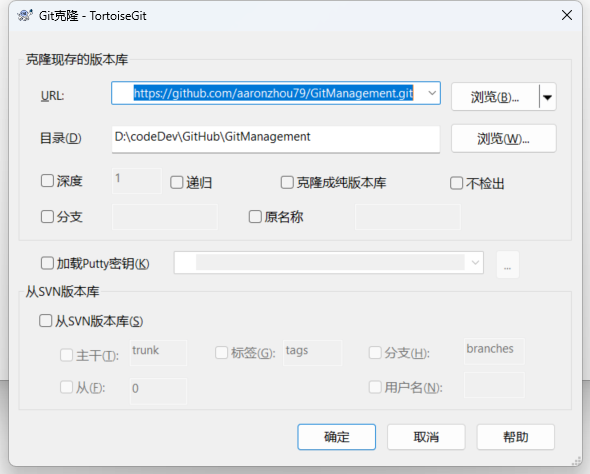 Git克隆 - TortoiseGit
克隆现存的版本库
URL: https://github.com/aaronzhou79/GitManagement.git 浏览(B)...
目录(D) D:\codeDev\GitHub\GitManagement 浏览(W)...
深度 1 递归 克隆成纯版本库 不检出
分支 原名称
加载Putty密钥(K) ...
从SVN版本库
从SVN版本库(S)
主干(T): trunk 标签(G): tags 分支(H): branches
从(F): 0 用户名(N):
确定 取消 帮助